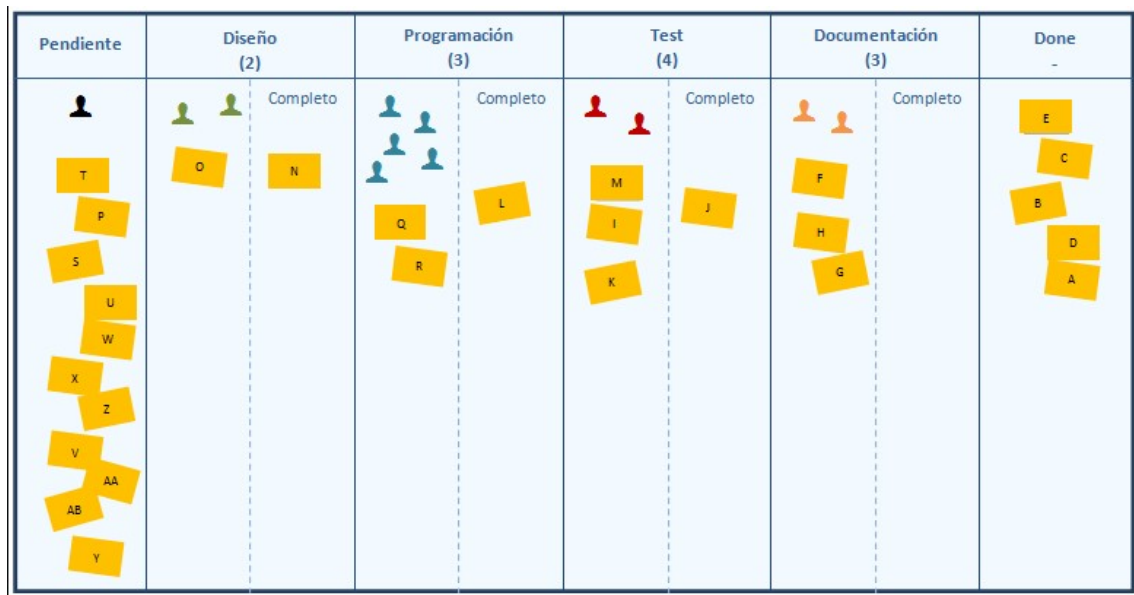 Pendiente
Diseño
(2)
Programación
(3)
Test
(4)
Documentación
(3)
Done
-
Completo
Completo
Completo
Completo
T
P
S
U
W
X
Z
V
AA
AB
Y
O
N
Q
R
L
M
I
K
J
F
H
G
E
C
B
D
A